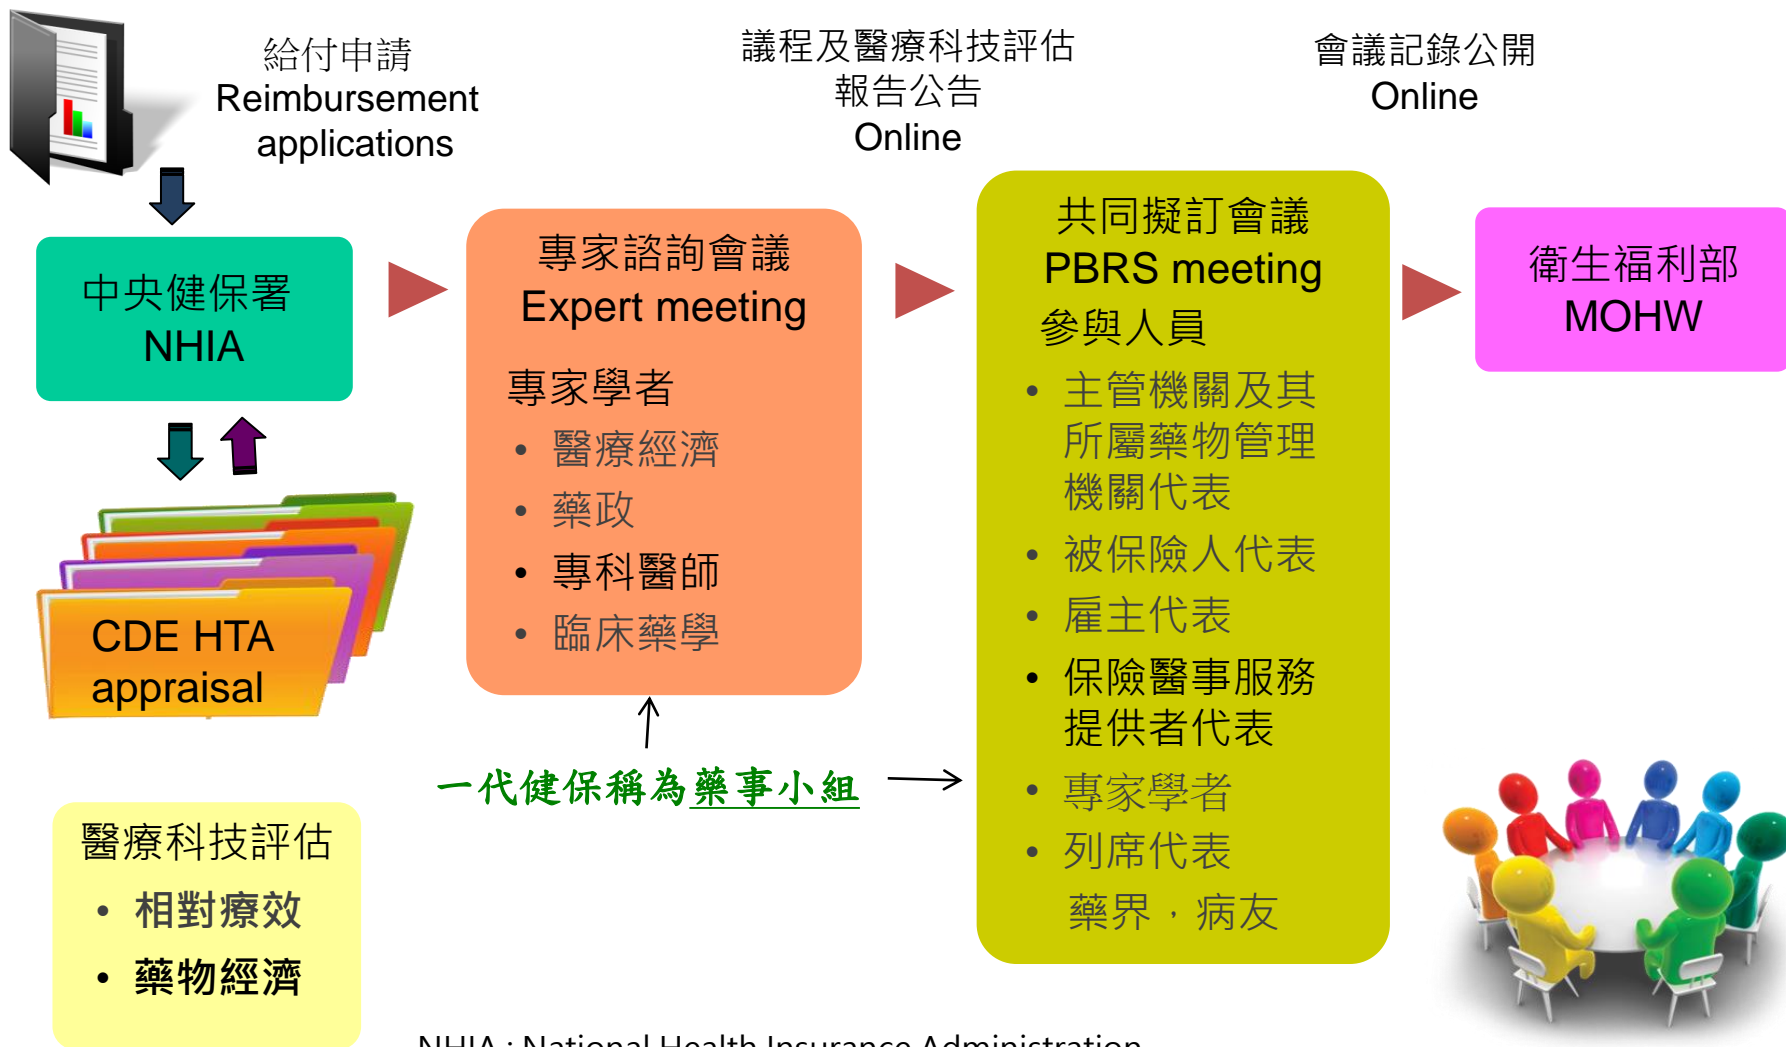 給付申請
Reimbursement
applications
議程及醫療科技評估
報告公告
Online
會議記錄公開
Online
中央健保署
NHIA
CDE HTA
appraisal
醫療科技評估
• 相對療效
• 藥物經濟
專家諮詢會議
Expert meeting
專家學者
• 醫療經濟
• 藥政
• 專科醫師
• 臨床藥學
一代健保稱為藥事小組
共同擬訂會議
PBRS meeting
參與人員
• 主管機關及其
所屬藥物管理
機關代表
• 被保險人代表
• 雇主代表
• 保險醫事服務
提供者代表
• 專家學者
• 列席代表
藥界，病友
衛生福利部
MOHW
NHIA : National Health Insurance Administration